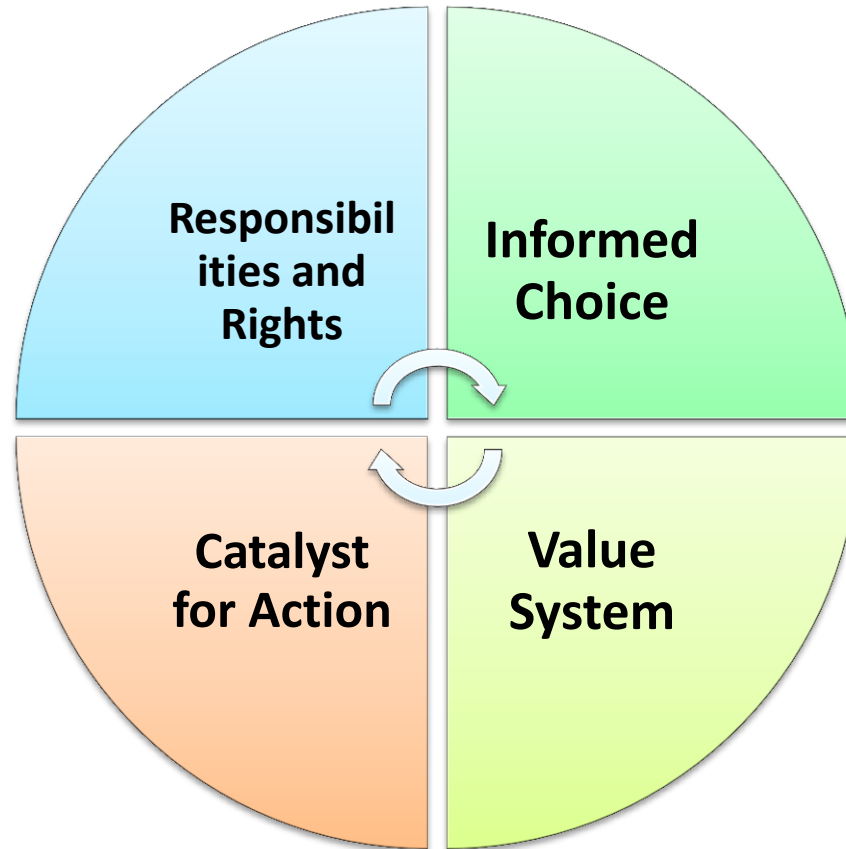 Responsibil
ities and
Rights
Informed
Choice
Catalyst
for Action
Value
System